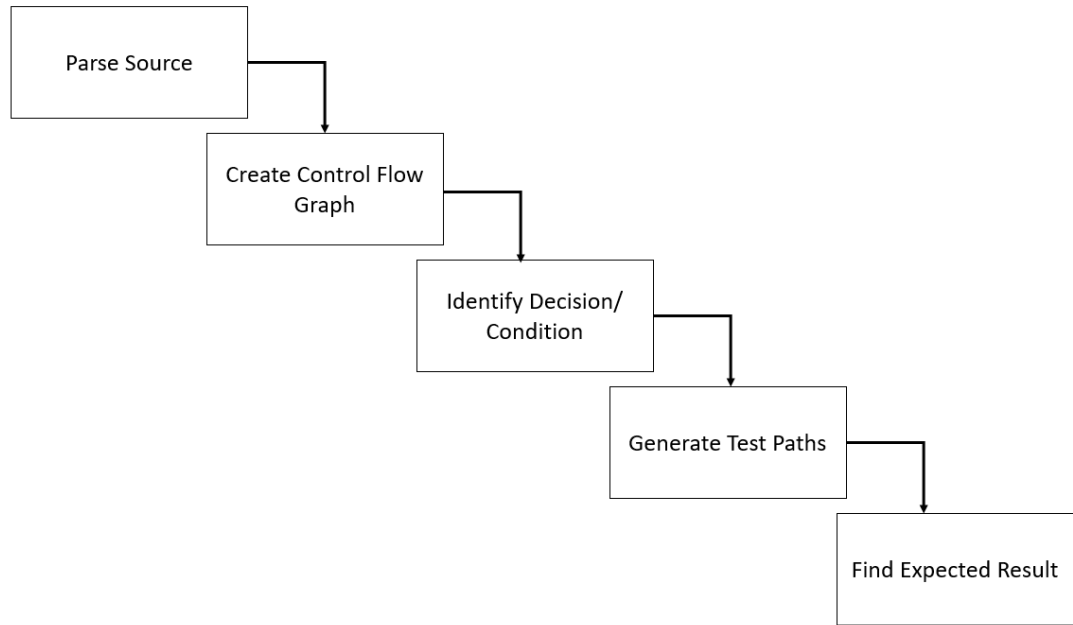 Parse Source
Create Control Flow
Graph
Identify Decision/
Condition
Generate Test Paths
Find Expected Result